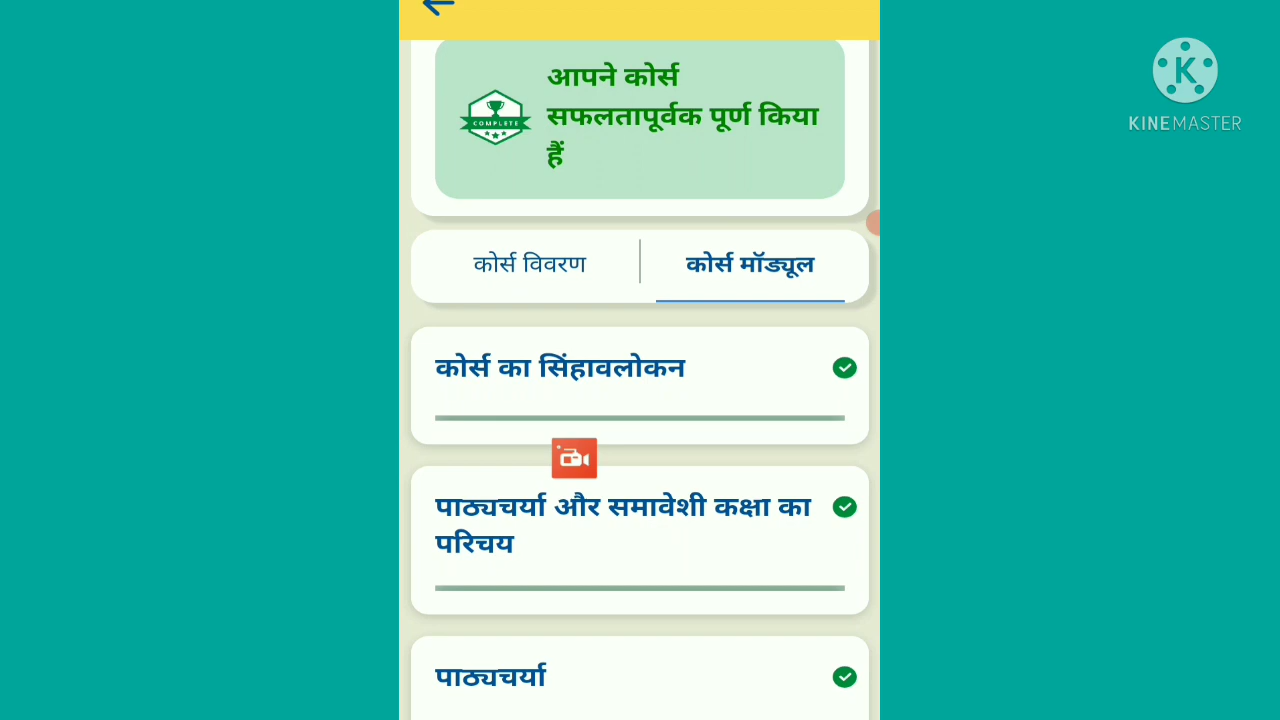 आपने कोर्स
सफलतापूर्वक पूर्ण किया
हैं
COMPLETE
K
KINEMASTER
कोर्स विवरण
कोर्स मॉड्यूल
कोर्स का सिंहावलोकन
पाठ्यचर्या और समावेशी कक्षा का
परिचय
पाठ्यचर्या